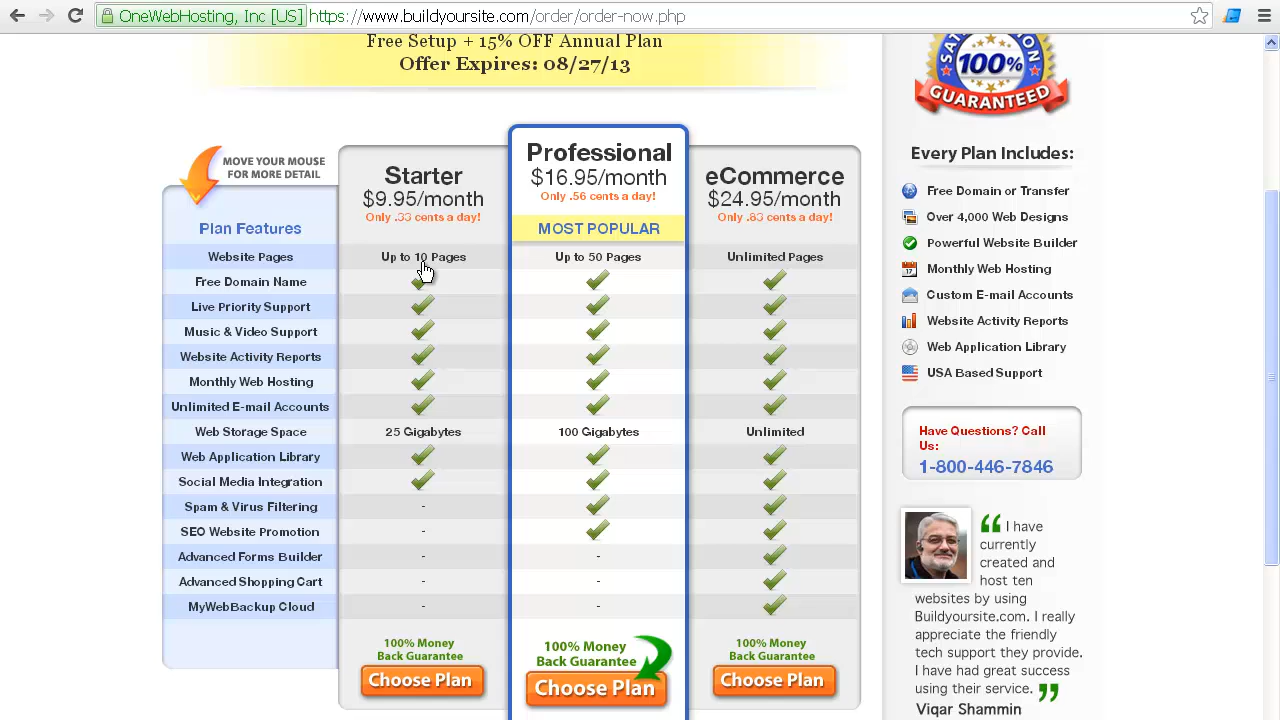 OneWebHosting, Inc [US]
https://www.buildyoursite.com/order/order-now.php
Free Setup + 15% OFF Annual Plan
Offer Expires: 08/27/13
MOVE YOUR MOUSE
FOR MORE DETAIL
Starter
$9.95/month
Only .33 cents a day!
Professional
$16.95/month
Only .56 cents a day!
MOST POPULAR
eCommerce
$24.95/month
Only .83 cents a day!
Plan Features
Website Pages Up to 10 Pages Up to 50 Pages Unlimited Pages
Free Domain Name
Live Priority Support
Music & Video Support
Website Activity Reports
Monthly Web Hosting
Unlimited E-mail Accounts
Web Storage Space 25 Gigabytes 100 Gigabytes Unlimited
Web Application Library
Social Media Integration
Spam & Virus Filtering -
SEO Website Promotion -
Advanced Forms Builder - -
Advanced Shopping Cart - -
MyWebBackup Cloud - -
100% Money
Back Guarantee
Choose Plan
100% Money
Back Guarantee
Choose Plan
100% Money
Back Guarantee
Choose Plan
100%
GUARANTEED
Every Plan Includes:
Free Domain or Transfer
Over 4,000 Web Designs
Powerful Website Builder
Monthly Web Hosting
Custom E-mail Accounts
Website Activity Reports
Web Application Library
USA Based Support
Have Questions? Call
Us:
1-800-446-7846
I have
currently
created and
host ten
websites by using
Buildyoursite.com. I really
appreciate the friendly
tech support they provide.
I have had great success
using their service.
Viqar Shammin